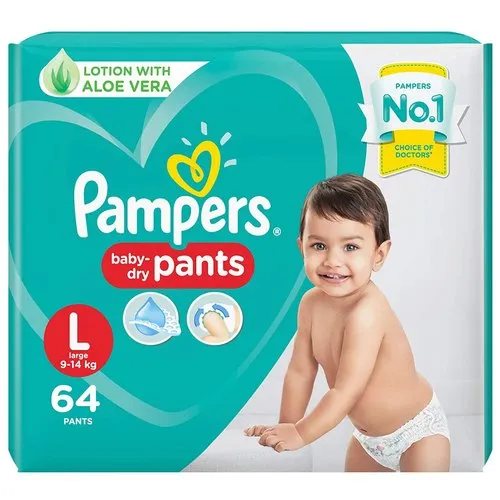 LOTION WITH
ALOE VERA
PAMPERS
No.1
CHOICE OF
DOCTORS*
Pampers®
baby-
dry pants
L
large
9-14 kg
64
PANTS